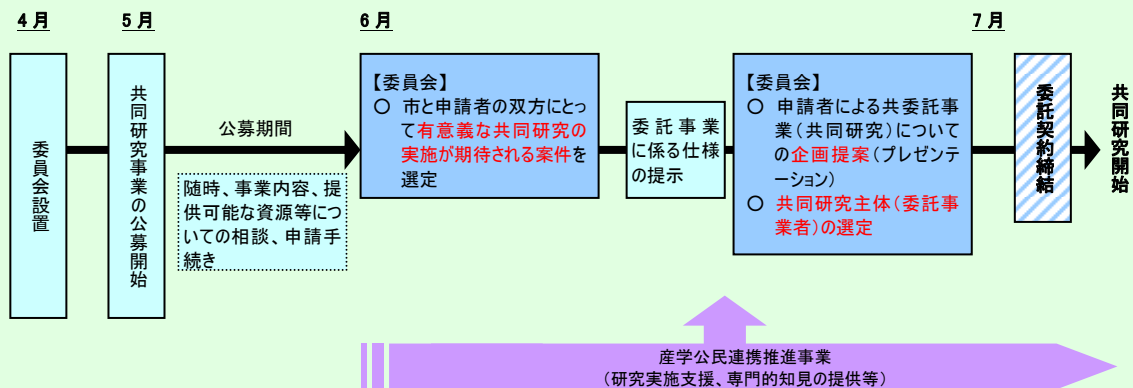 4月
5月
6月
7月
委員会設置
共同研究事業の公募開始
公募期間
随時、事業内容、提
供可能な資源等につ
いての相談、申請手
続き
【委員会】
○ 市と申請者の双方にとっ
て有意義な共同研究の
実施が期待される案件を
選定
委託事業
に係る仕様
の提示
【委員会】
○ 申請者による共委託事
業(共同研究)について
の企画提案(プレゼンテ
ーション)
○ 共同研究主体(委託事
業者)の選定
委託契約締結
共同研究開始
産学公民連携推進事業
(研究実施支援、専門的知見の提供等)